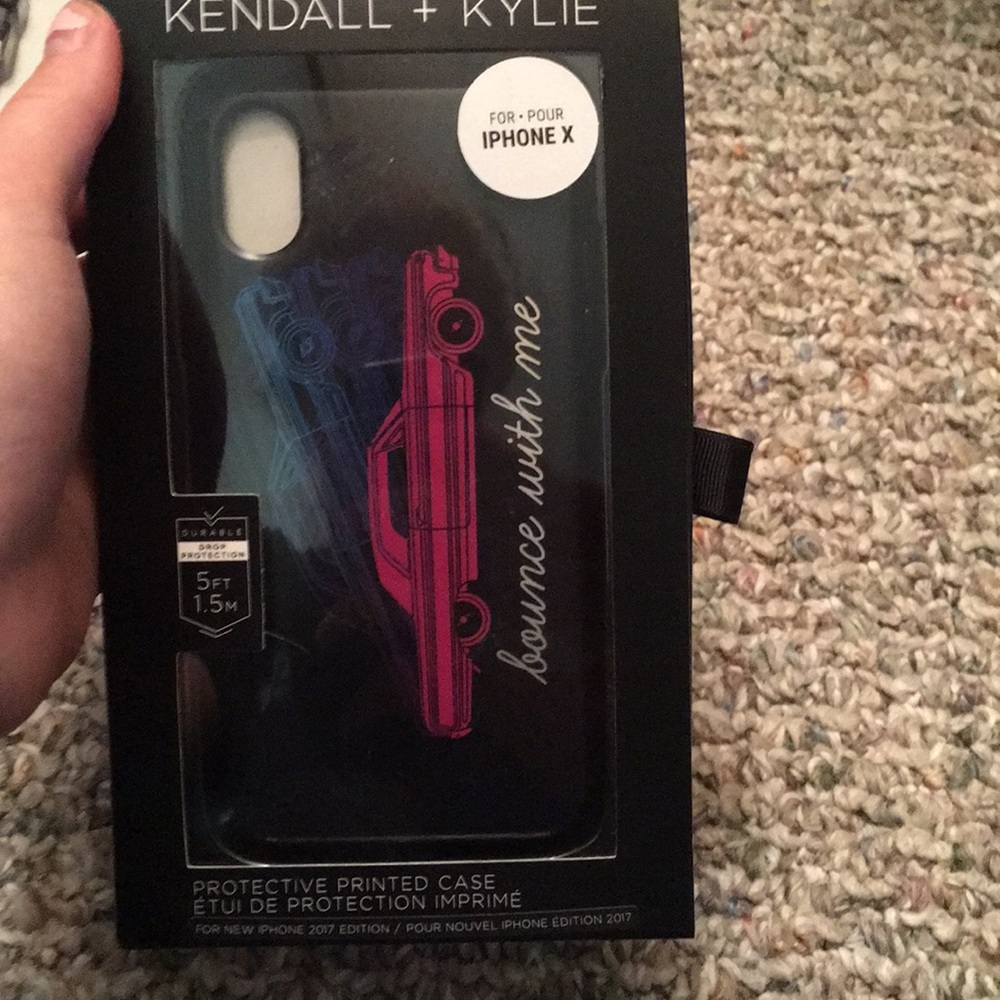 KENDALL + KYLIE
FOR • POUR
IPHONE X
bounce with me
DURABLE
DROP
PROTECTION
5FT
1.5M
PROTECTIVE PRINTED CASE
ÉTUI DE PROTECTION IMPRIMÉ
FOR NEW IPHONE 2017 EDITION / POUR NOUVEL IPHONE ÉDITION 2017